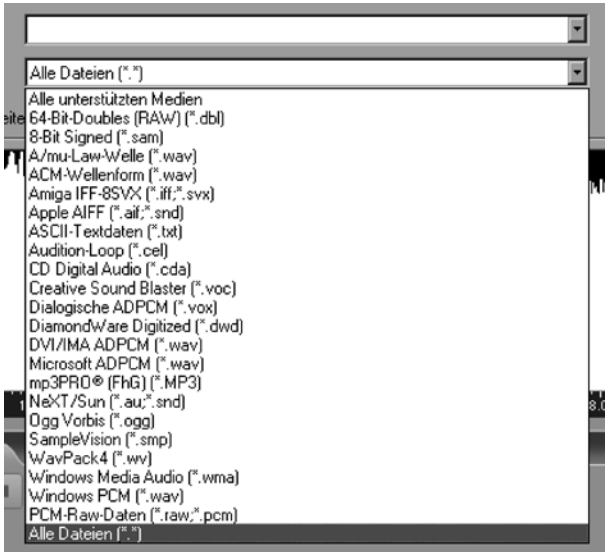 Alle Dateien (*.*)
Alle unterstützten Medien
eite
64-Bit-Doubles (RAW) (*.dbl)
8-Bit Signed (*.sam)
A/mu-Law-Welle (*.wav)
ACM-Wellenform (*.wav)
Amiga IFF-8SVX (*.iff;*.svx)
Apple AIFF (*.aif;*.snd)
ASCII-Textdaten (*.txt)
Audition-Loop (*.cel)
CD Digital Audio (*.cda)
Creative Sound Blaster (*.voc)
Dialogische ADPCM (*.vox)
DiamondWare Digitized (*.dwd)
DVI/IMA ADPCM (*.wav)
Microsoft ADPCM (*.wav)
mp3PRO® (FhG) (*.MP3)
NeXT/Sun (*.au;*.snd)
Ogg Vorbis (*.ogg)
SampleVision (*.smp)
WavPack4 (*.wv)
Windows Media Audio (*.wma)
Windows PCM (*.wav)
PCM-Raw-Daten (*.raw;*.pcm)
Alle Dateien (*.*)